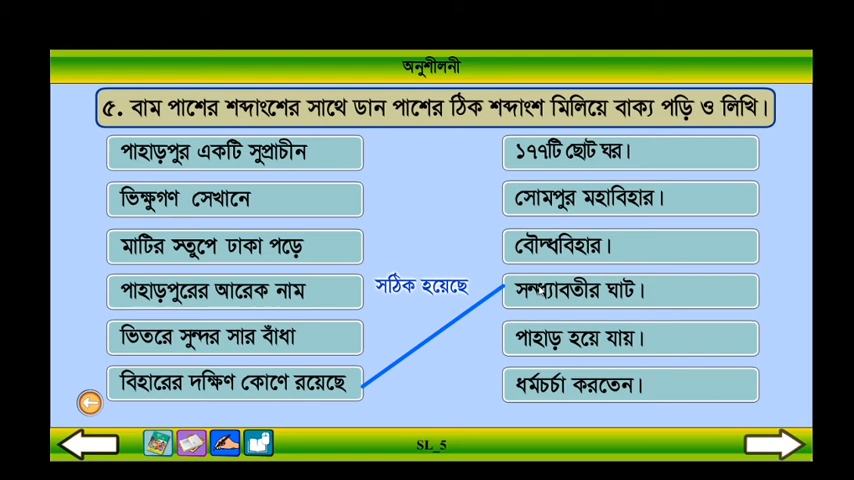 অনুশীলনী
৫. বাম পাশের শব্দাংশের সাথে ডান পাশের ঠিক শব্দাংশ মিলিয়ে বাক্য পড়ি ও লিখি।
পাহাড়পুর একটি সুপ্রাচীন
১৭৭টি ছোট ঘর।
ভিক্ষুগণ সেখানে
সোমপুর মহাবিহার।
মাটির স্তূপে ঢাকা পড়ে
বৌদ্ধবিহার।
পাহাড়পুরের আরেক নাম
সঠিক হয়েছে
সন্ধ্যাবতীর ঘাট।
ভিতরে সুন্দর সার বাঁধা
পাহাড় হয়ে যায়।
বিহারের দক্ষিণ কোণে রয়েছে
ধর্মচর্চা করতেন।
SL_5